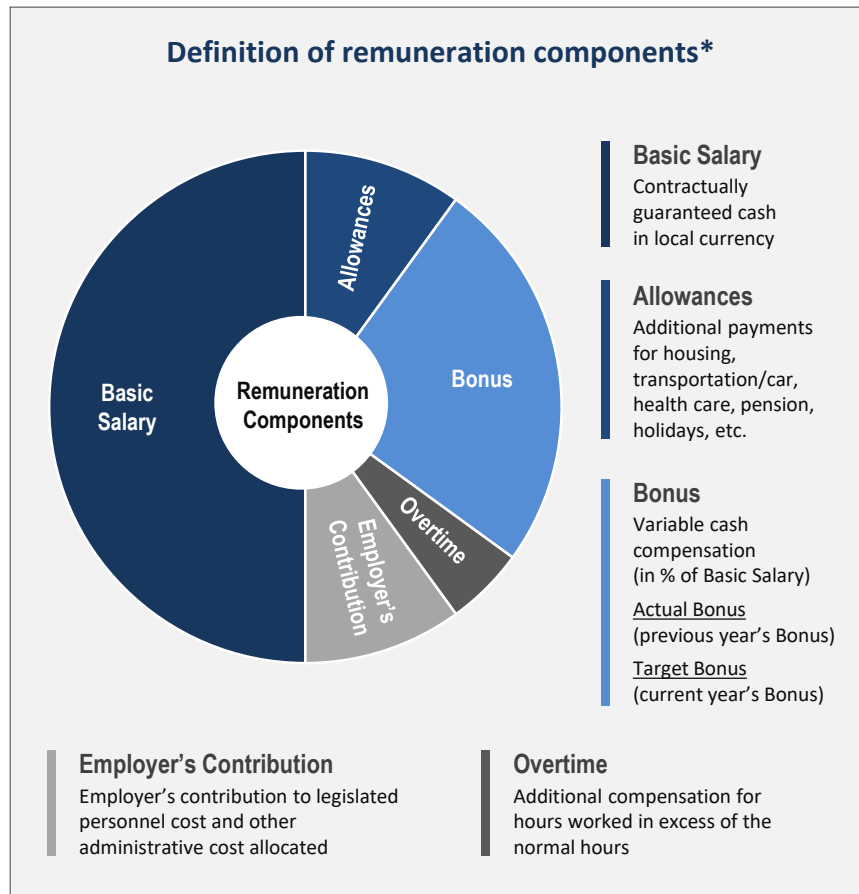 Definition of remuneration components*
Allowances
Bonus
Basic
Salary
Remuneration
Components
Overtime
Employer’s
Contribution
Basic Salary
Contractually
guaranteed cash
in local currency
Allowances
Additional payments
for housing,
transportation/car,
health care, pension,
holidays, etc.
Bonus
Variable cash
compensation
(in % of Basic Salary)
Actual Bonus
(previous year’s Bonus)
Target Bonus
(current year’s Bonus)
Employer’s Contribution
Employer’s contribution to legislated
personnel cost and other
administrative cost allocated
Overtime
Additional compensation for
hours worked in excess of the
normal hours